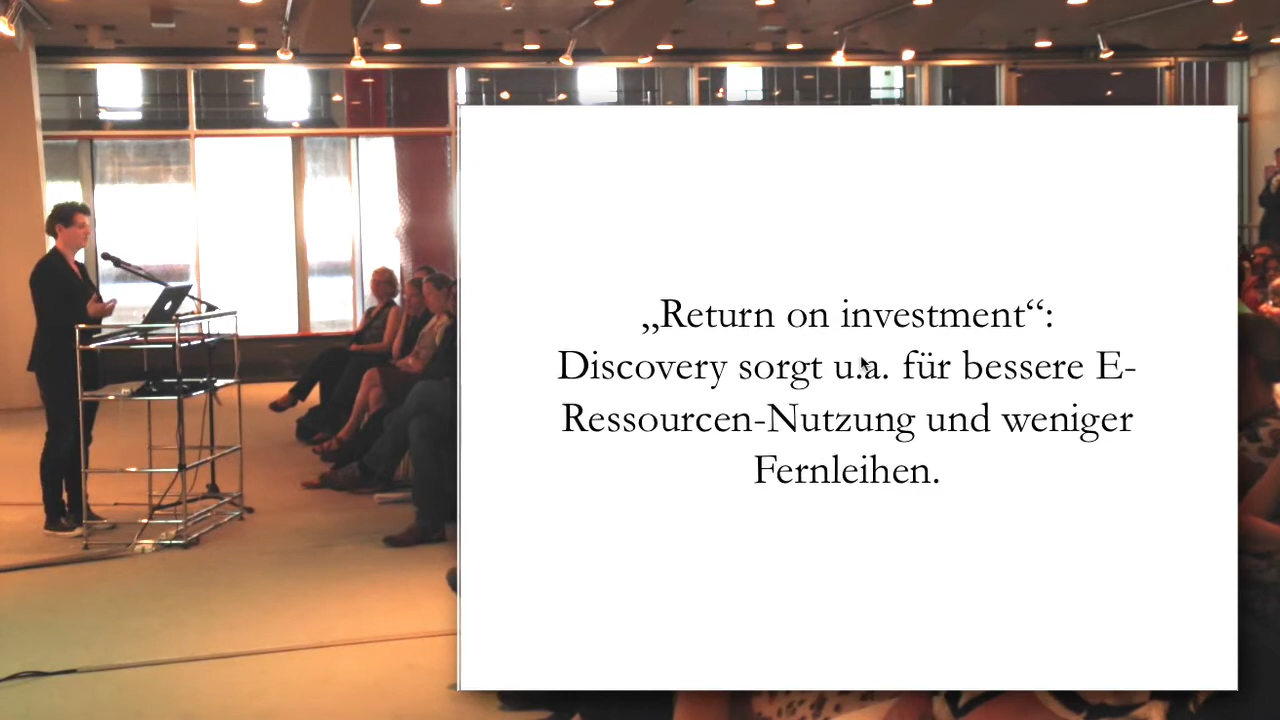 „Return on investment“:
Discovery sorgt u.a. für bessere E-
Ressourcen-Nutzung und weniger
Fernleihen.